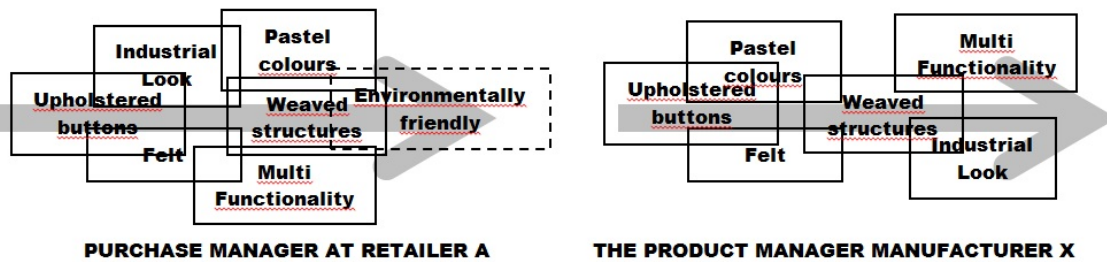 Industrial
Look
Pastel
colours
Upholstered
buttons
Weaved
structures
Environmentally
friendly
Felt
Multi
Functionality
PURCHASE MANAGER AT RETAILER A
Pastel
colours
Multi
Functionality
Upholstered
buttons
Weaved
structures
Felt
Industrial
Look
THE PRODUCT MANAGER MANUFACTURER X